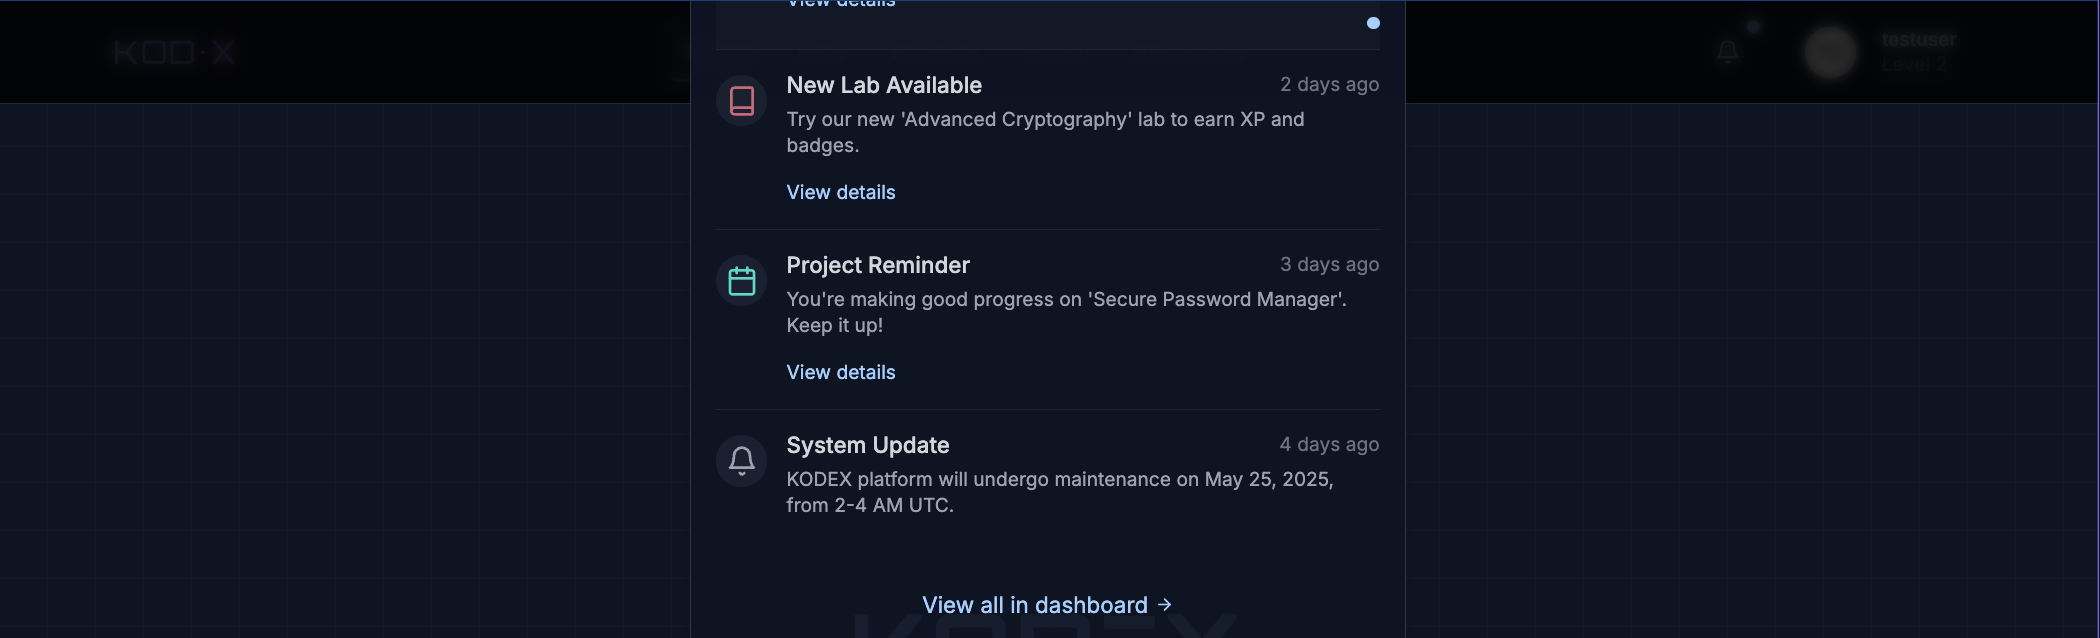 View details
KOD·X
testuser
Level 2
New Lab Available
2 days ago
Try our new 'Advanced Cryptography' lab to earn XP and
badges.
View details
Project Reminder
3 days ago
You're making good progress on 'Secure Password Manager'.
Keep it up!
View details
System Update
4 days ago
KODEX platform will undergo maintenance on May 25, 2025,
from 2-4 AM UTC.
View all in dashboard →
KODEX